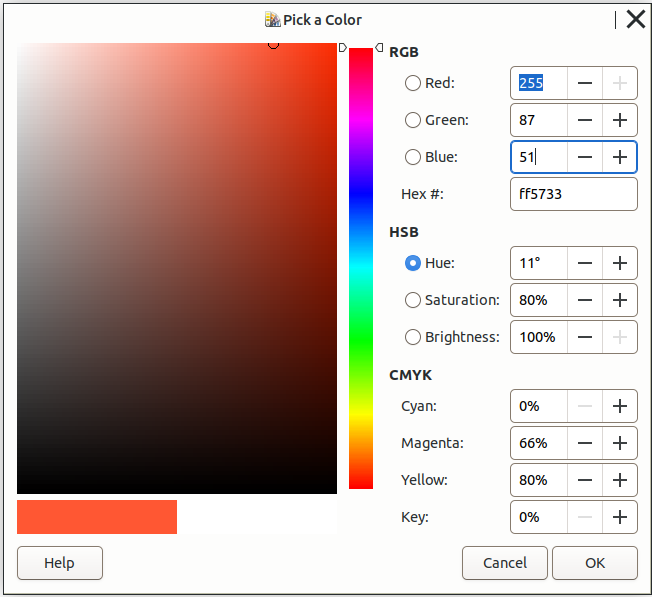 Pick a Color
RGB
Red: 255
Green: 87
Blue: 51
Hex #: ff5733
HSB
Hue: 11°
Saturation: 80%
Brightness: 100%
CMYK
Cyan: 0%
Magenta: 66%
Yellow: 80%
Key: 0%
Help Cancel OK